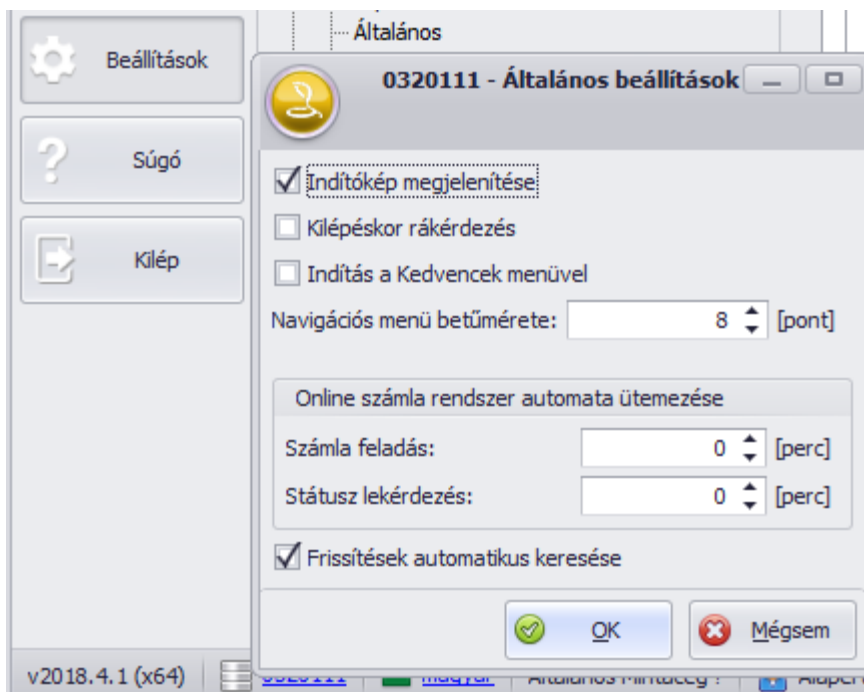 Általános
Beállítások
0320111 - Általános beállítások
Súgó
Indítókép megjelenítése
Kilépéskor rákérdezés
Kilép
Indítás a Kedvencek menüvel
Navigációs menü betűmérete: 8 [pont]
Online számla rendszer automata ütemezése
Számla feladás: 0 [perc]
Státusz lekérdezés: 0 [perc]
Frissítések automatikus keresése
OK Mégsem
v2018.4.1 (x64) 0320111 magyar Általános Mintacég